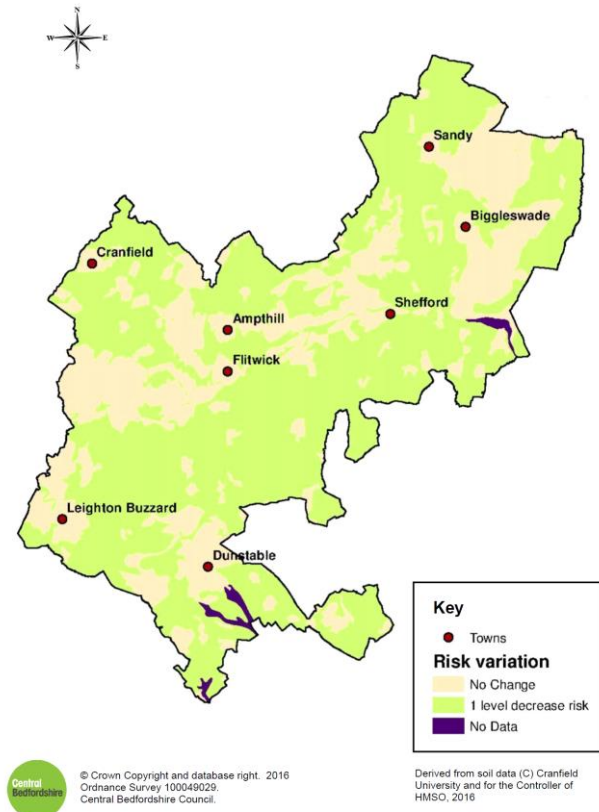 N
W E
S
Sandy
Biggleswade
Cranfield
Shefford
Ampthill
Flitwick
Leighton Buzzard
Dunstable
Key
Towns
Risk variation
No Change
1 level decrease risk
No Data
Central
Bedfordshire
© Crown Copyright and database right. 2016
Ordnance Survey 100049029.
Central Bedfordshire Council.
Derived from soil data (C) Cranfield
University and for the Controller of
HMSO, 2016